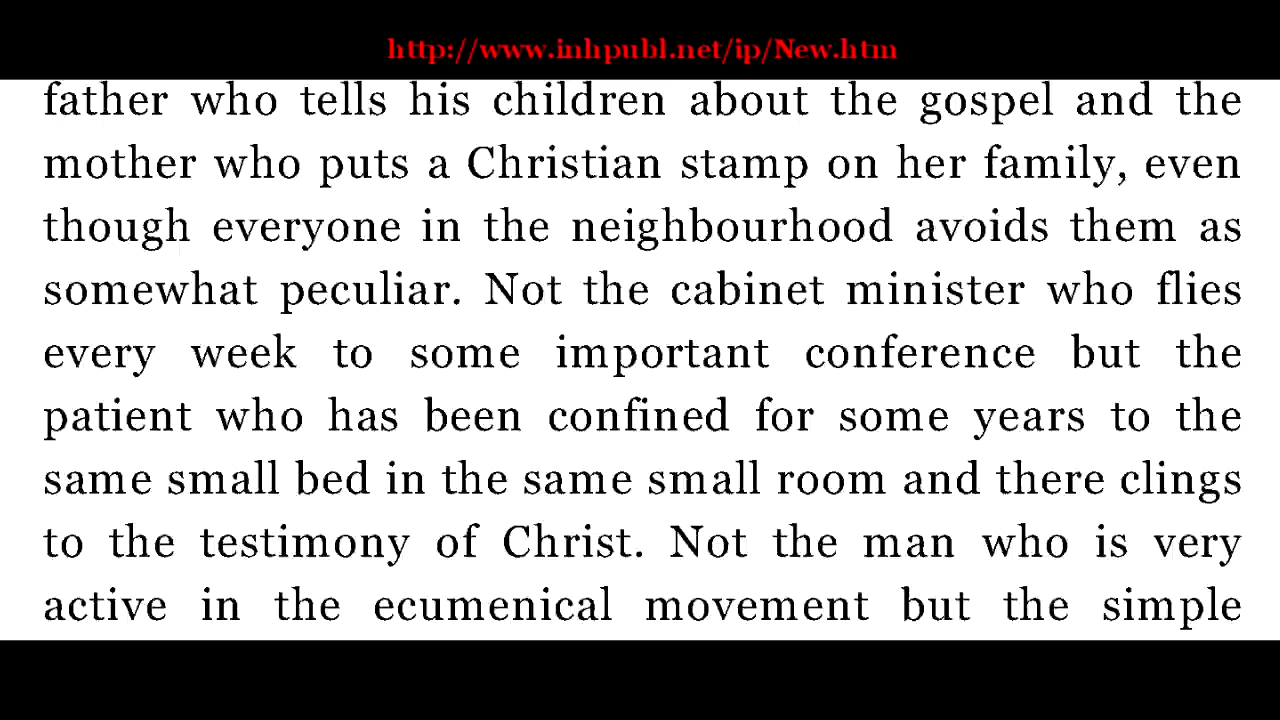 http://www.inhpubl.net/ip/New.htm
father who tells his children about the gospel and the
mother who puts a Christian stamp on her family, even
though everyone in the neighbourhood avoids them as
somewhat peculiar. Not the cabinet minister who flies
every week to some important conference but the
patient who has been confined for some years to the
same small bed in the same small room and there clings
to the testimony of Christ. Not the man who is very
active in the ecumenical movement but the simple